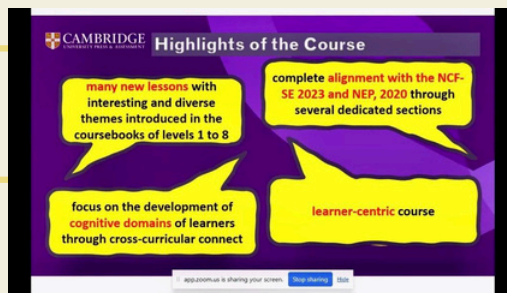 CAMBRIDGE
UNIVERSITY PRESS & ASSESSMENT
Highlights of the Course
many new lessons with
interesting and diverse
themes introduced in the
coursebooks of levels 1 to 8
complete alignment with the NCF-
SE 2023 and NEP, 2020 through
several dedicated sections
focus on the development of
cognitive domains of learners
through cross-curricular connect
learner-centric course
app.zoom.us is sharing your screen.
Stop sharing
Hide